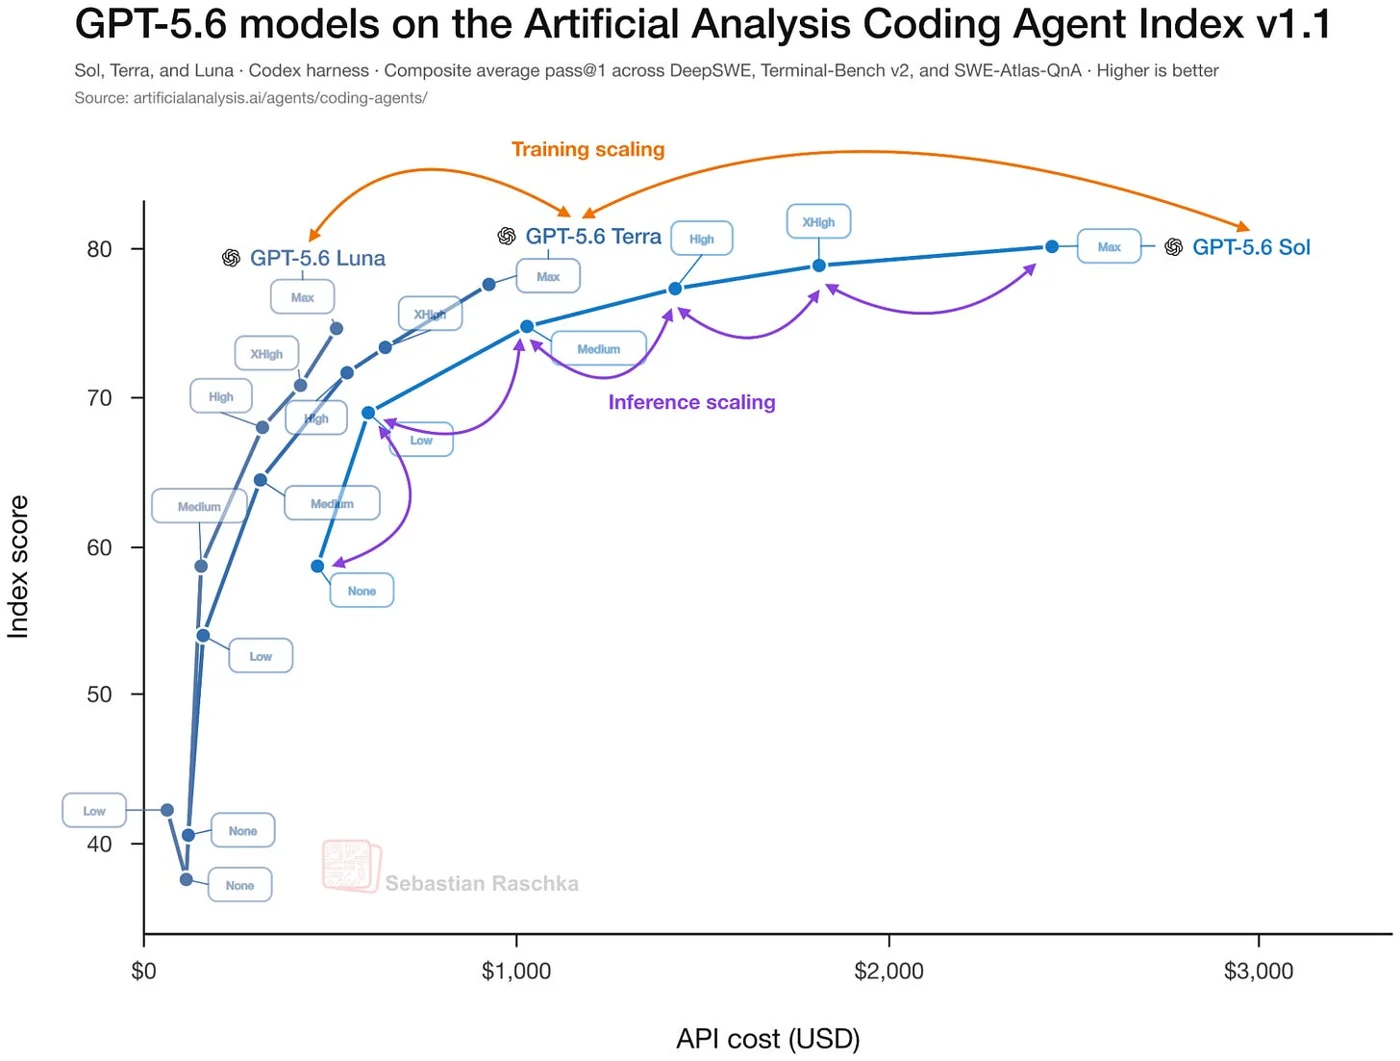 GPT-5.6 models on the Artificial Analysis Coding Agent Index v1.1
Sol, Terra, and Luna · Codex harness · Composite average pass@1 across DeepSWE, Terminal-Bench v2, and SWE-Atlas-QnA · Higher is better
Source: artificialanalysis.ai/agents/coding-agents/
Training scaling
XHigh
GPT-5.6 Terra
High
80
GPT-5.6 Luna
Max
GPT-5.6 Sol
Max
Max
XHigh
XHigh
Medium
70
High
High
Inference scaling
Low
Medium
Medium
60
None
Index score
Low
50
Low
None
40
None
Sebastian Raschka
$0
$1,000
$2,000
$3,000
API cost (USD)